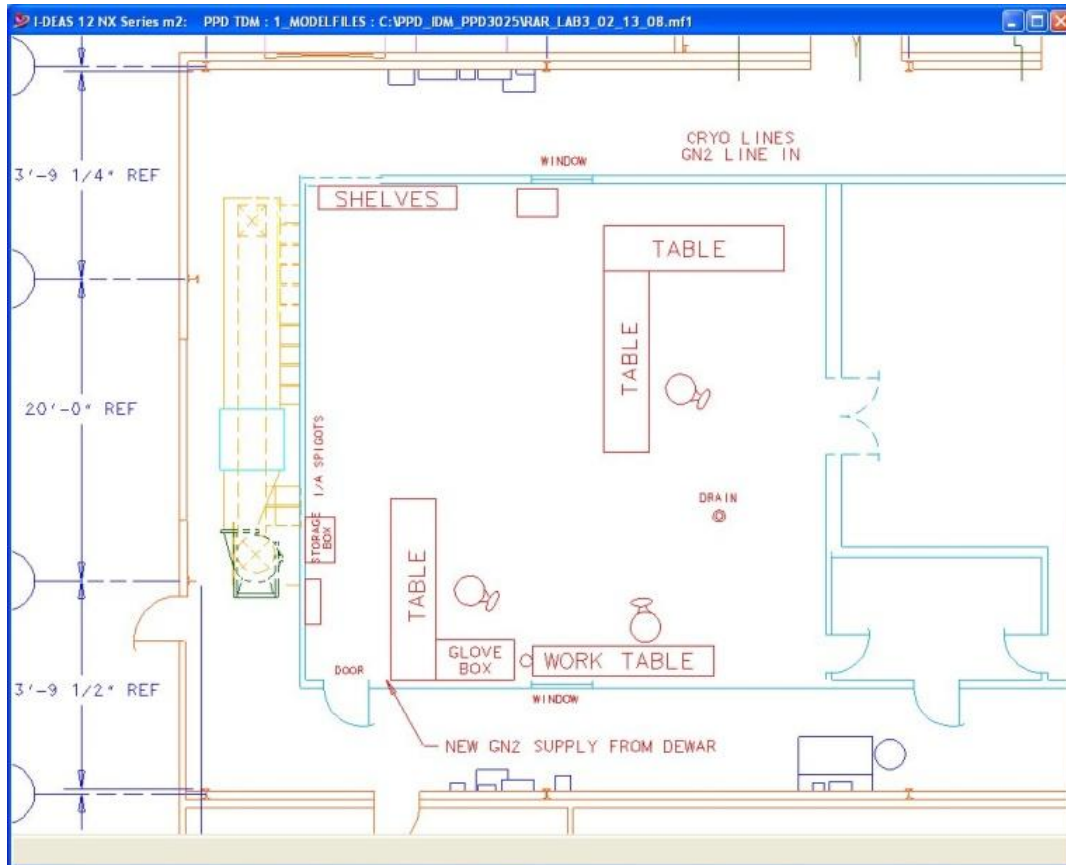 I-DEAS 12 NX Series m2: PPD TDM : 1_MODELFILES : C:\PPD_IDM_PPD3025\RAR_LAB3_02_13_08.mf1
CRYO LINES
GN2 LINE IN
WINDOW
3'-9 1/4" REF
SHELVES
TABLE
TABLE
20'-0" REF
I/A SPIGOTS
DRAIN
STORAGE
BOX
TABLE
GLOVE
BOX
WORK TABLE
DOOR
3'-9 1/2" REF
WINDOW
NEW GN2 SUPPLY FROM DEWAR